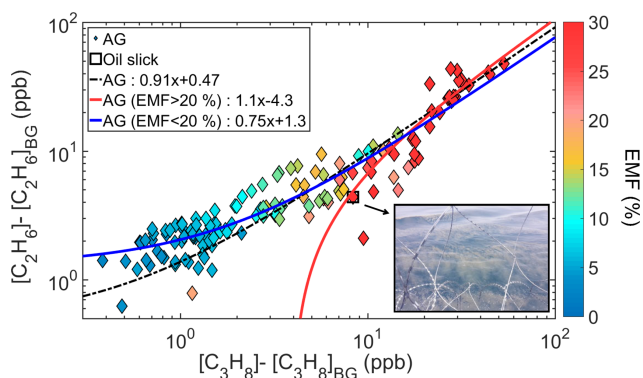 10²
AG
Oil slick
AG : 0.91x+0.47
AG (EMF>20 %) : 1.1x-4.3
AG (EMF<20 %) : 0.75x+1.3
10¹
10⁰
[C₂H₆]- [C₂H₆]BG (ppb)
10⁰ 10¹ 10²
[C₃H₈]- [C₃H₈]BG (ppb)
30
25
20
15
10
5
0
EMF (%)